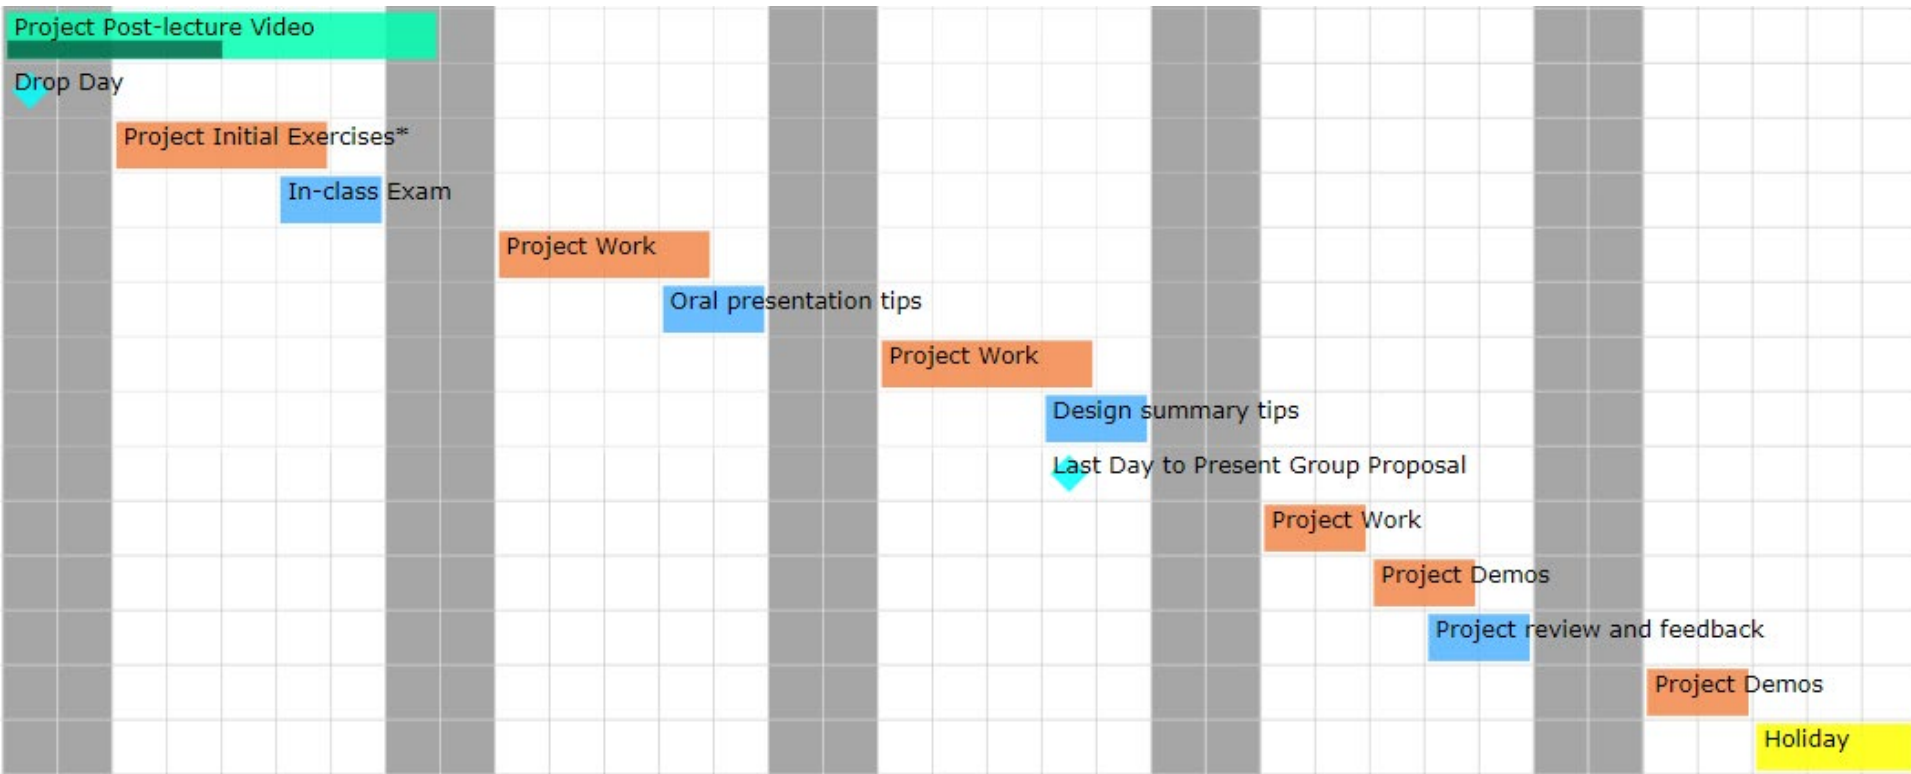 Project Post-lecture Video
Drop Day
Project Initial Exercises*
In-class Exam
Project Work
Oral presentation tips
Project Work
Design summary tips
Last Day to Present Group Proposal
Project Work
Project Demos
Project review and feedback
Project Demos
Holiday